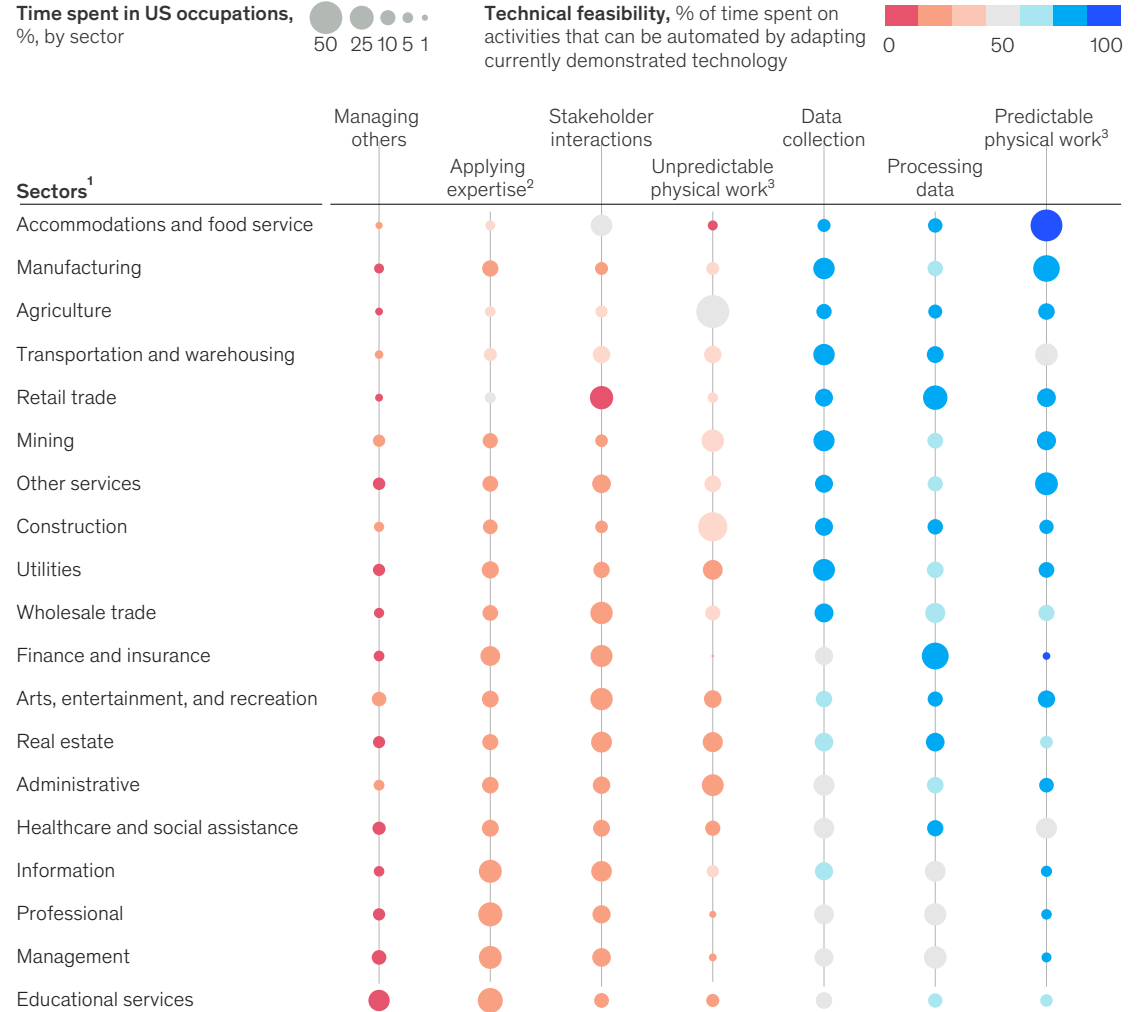 Time spent in US occupations,
%, by sector
50 25 10 5 1
Technical feasibility, % of time spent on
activities that can be automated by adapting
currently demonstrated technology
0 50 100
Managing
others
Applying
expertise2
Stakeholder
interactions
Unpredictable
physical work3
Data
collection
Processing
data
Predictable
physical work3
Sectors1
Accommodations and food service
Manufacturing
Agriculture
Transportation and warehousing
Retail trade
Mining
Other services
Construction
Utilities
Wholesale trade
Finance and insurance
Arts, entertainment, and recreation
Real estate
Administrative
Healthcare and social assistance
Information
Professional
Management
Educational services